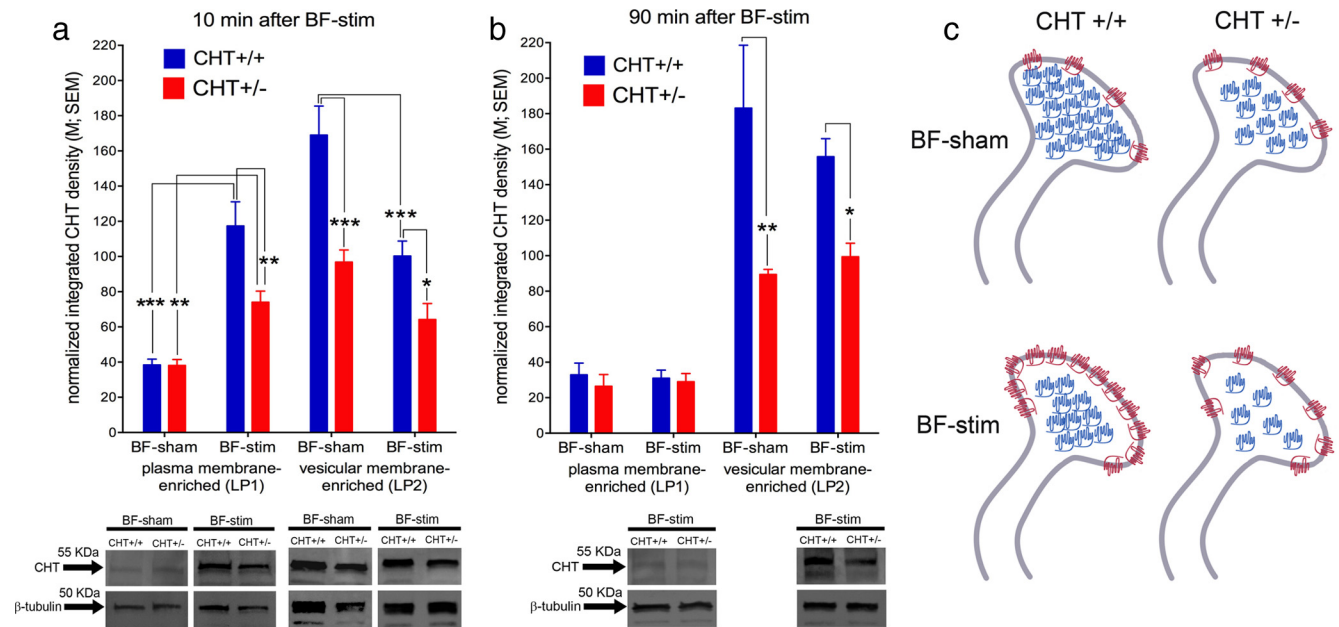 a
10 min after BF-stim
CHT+/+
CHT+/-
normalized integrated CHT density (M; SEM)
220
200
180
160
140
120
100
80
60
40
20
0
***
**
**
***
***
*
BF-sham BF-stim BF-sham BF-stim
plasma membrane- vesicular membrane-
enriched (LP1) enriched (LP2)
BF-sham BF-stim BF-sham BF-stim
CHT+/+ CHT+/- CHT+/+ CHT+/- CHT+/+ CHT+/- CHT+/+ CHT+/-
55 KDa
CHT
50 KDa
β-tubulin
b
90 min after BF-stim
CHT+/+
CHT+/-
normalized integrated CHT density (M; SEM)
220
200
180
160
140
120
100
80
60
40
20
0
**
*
BF-sham BF-stim BF-sham BF-stim
plasma membrane- vesicular membrane-
enriched (LP1) enriched (LP2)
BF-stim BF-stim
CHT+/+ CHT+/- CHT+/+ CHT+/-
55 KDa
CHT
50 KDa
β-tubulin
c
CHT +/+ CHT +/-
BF-sham
BF-stim